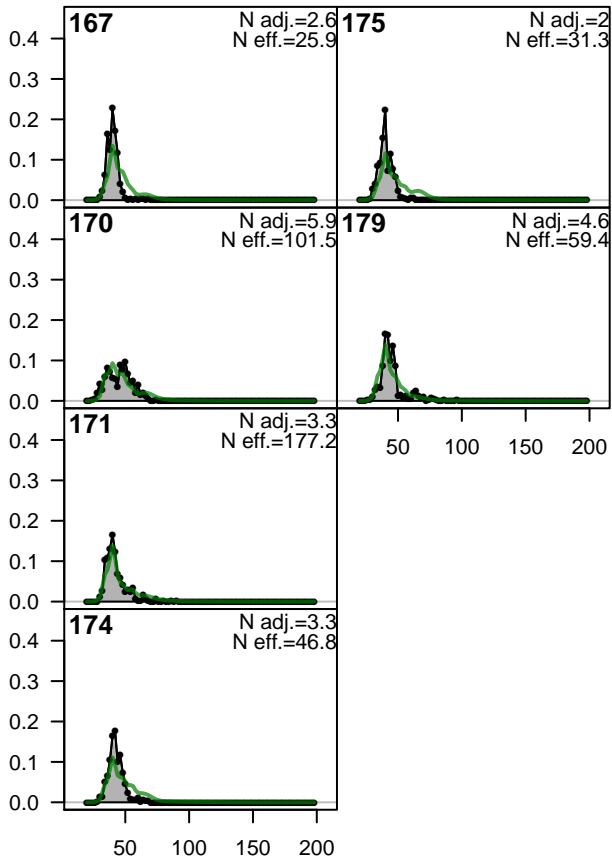 167
N adj.=2.6
N eff.=25.9
175
N adj.=2
N eff.=31.3
0.4
0.3
0.2
0.1
0.0
170
N adj.=5.9
N eff.=101.5
179
N adj.=4.6
N eff.=59.4
0.4
0.3
0.2
0.1
0.0
50 100 150 200
171
N adj.=3.3
N eff.=177.2
0.4
0.3
0.2
0.1
0.0
174
N adj.=3.3
N eff.=46.8
0.4
0.3
0.2
0.1
0.0
50 100 150 200